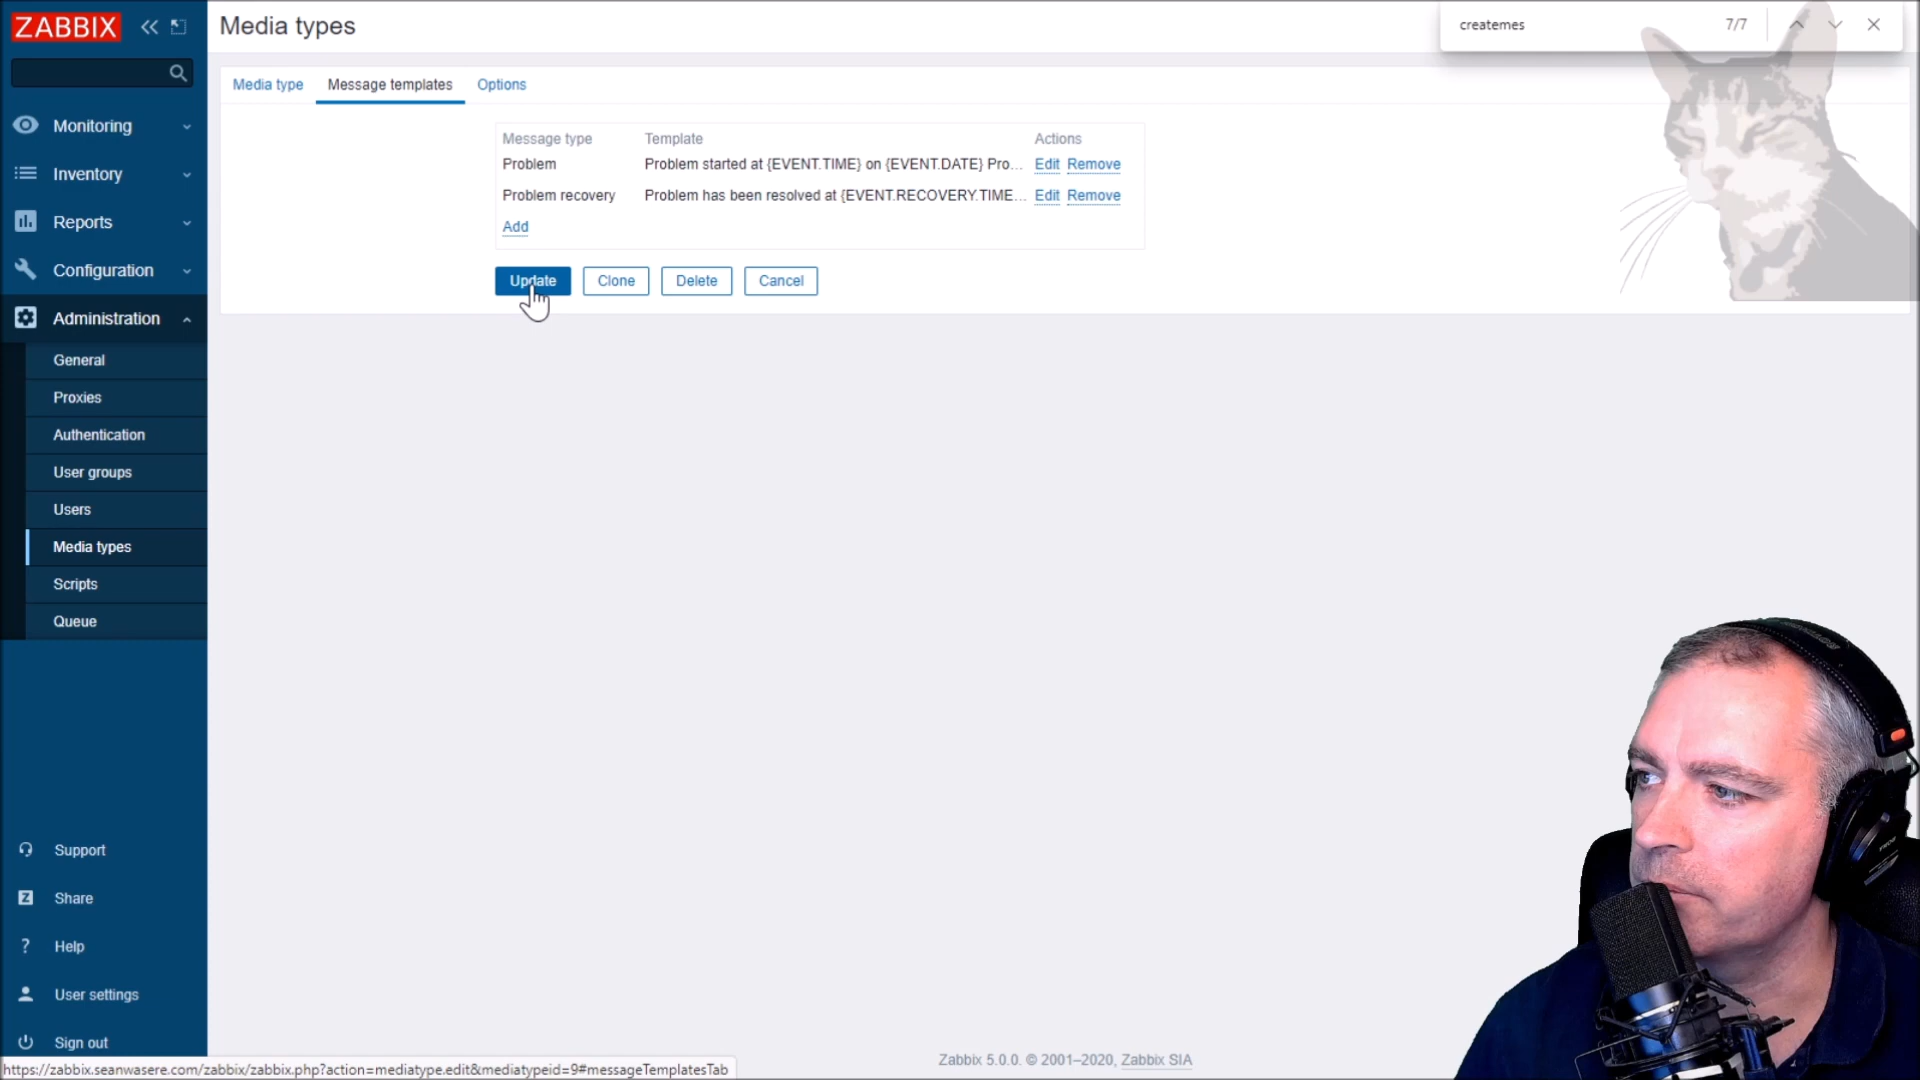 ZABBIX
Media types
createmes
7/7
Media type
Message templates
Options
Message type
Template
Actions
Problem
Problem started at {EVENT.TIME} on {EVENT.DATE} Pro...
Edit
Remove
Problem recovery
Problem has been resolved at {EVENT.RECOVERY.TIME...
Edit
Remove
Add
Update
Clone
Delete
Cancel
Monitoring
Inventory
Reports
Configuration
Administration
General
Proxies
Authentication
User groups
Users
Media types
Scripts
Queue
Support
Z
Share
?
Help
User settings
Sign out
Zabbix 5.0.0. © 2001–2020, Zabbix SIA
https://zabbix.seanwasere.com/zabbix/zabbix.php?action=mediatype.edit&mediatypeid=9#messageTemplatesTab